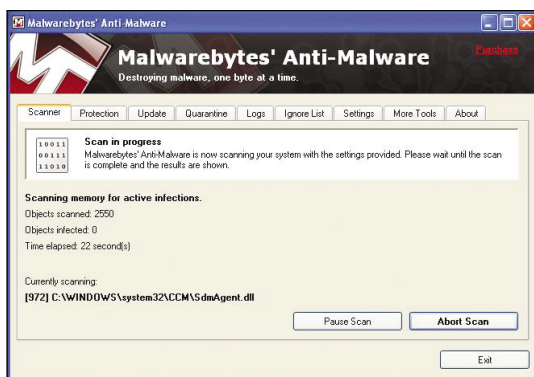 Malwarebytes' Anti-Malware
Malwarebytes' Anti-Malware
Purchase
Destroying malware, one byte at a time.
Scanner Protection Update Quarantine Logs Ignore List Settings More Tools About
10011
00111
11010
Scan in progress
Malwarebytes' Anti-Malware is now scanning your system with the settings provided. Please wait until the scan
is complete and the results are shown.
Scanning memory for active infections.
Objects scanned: 2550
Objects infected: 0
Time elapsed: 22 second(s)
Currently scanning:
[972] C:\WINDOWS\system32\CCM\SdmAgent.dll
Pause Scan Abort Scan
Exit